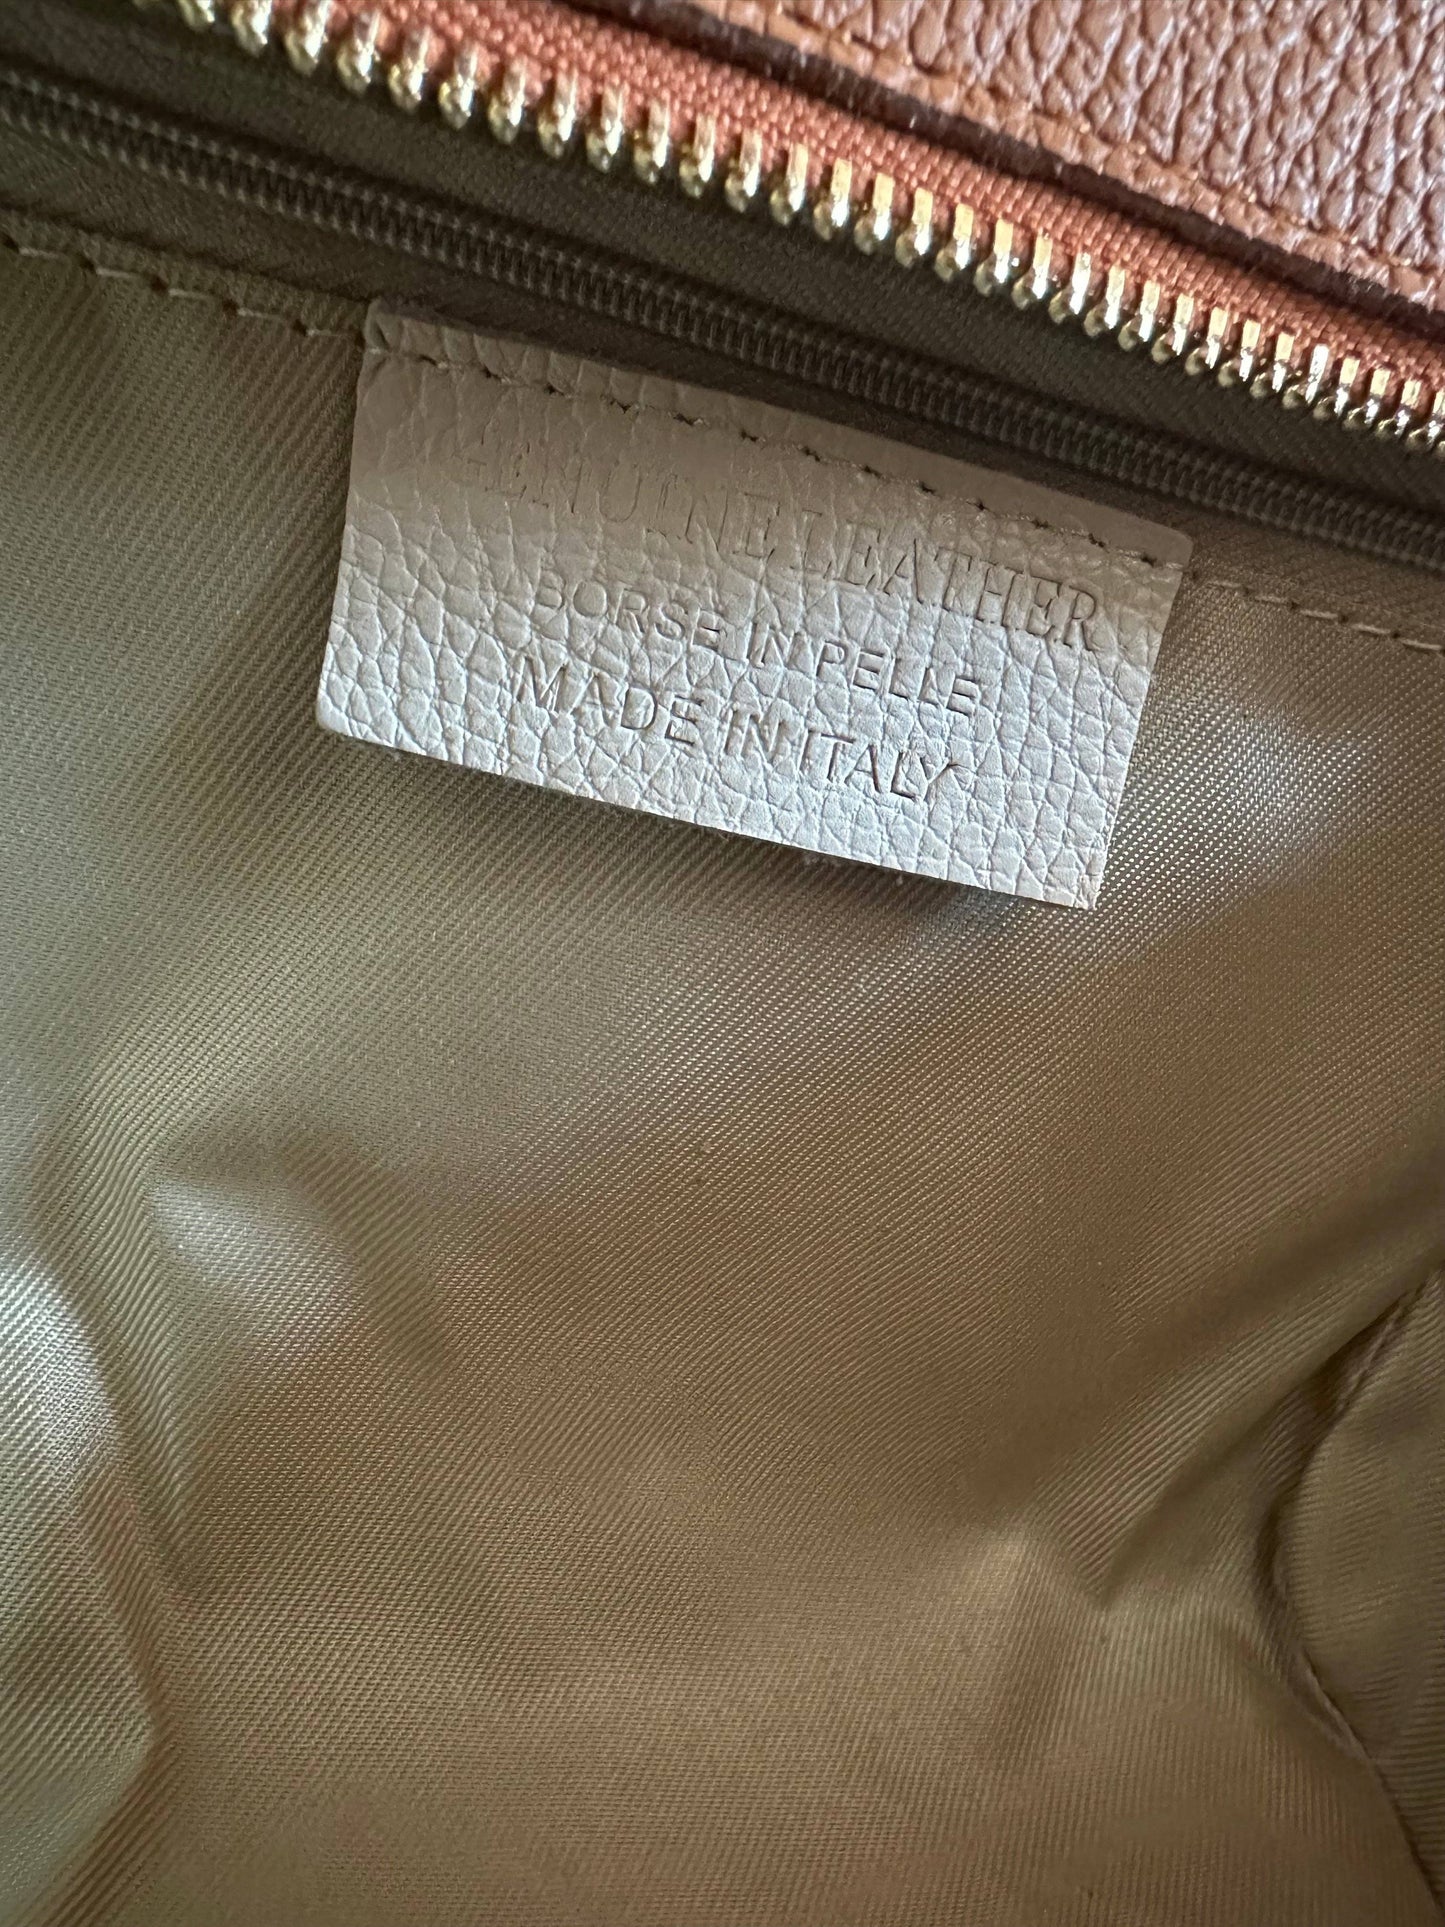 GENUINE LEATHER
BORSE IN PELLE
MADE IN ITALY